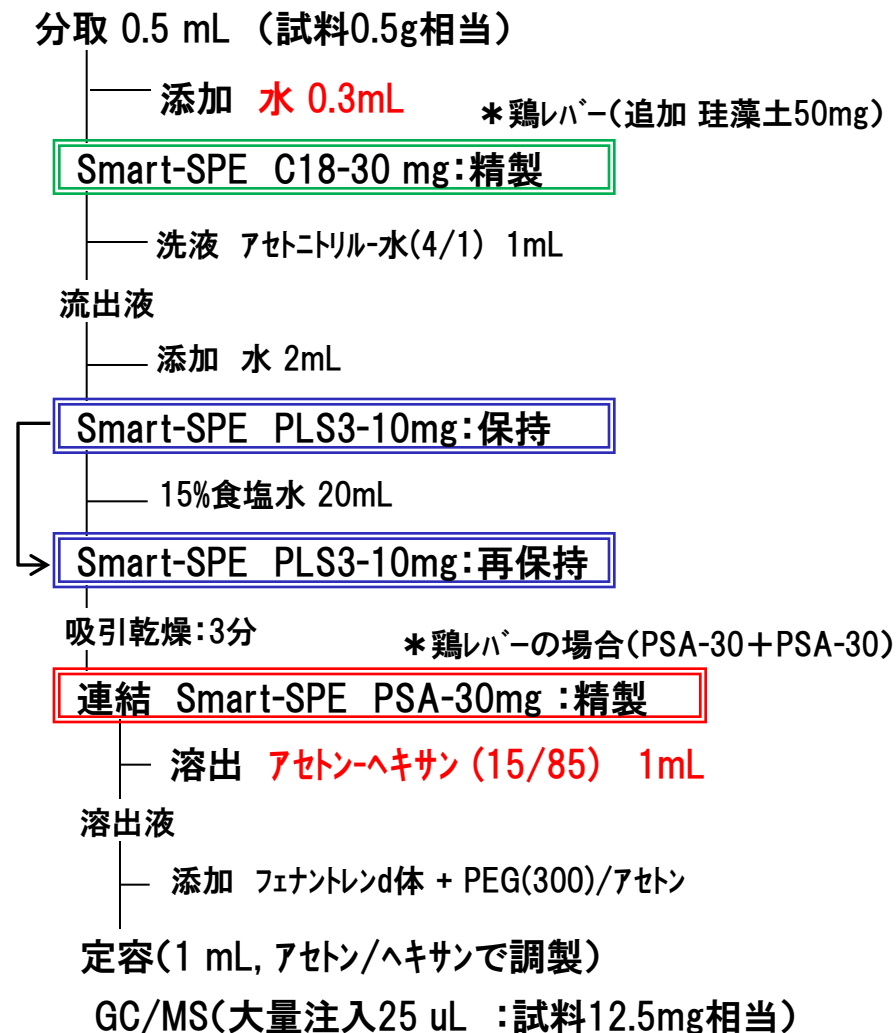 分取 0.5 mL （試料0.5g相当）
添加 水 0.3mL
＊鶏ﾚﾊﾞｰ（追加 珪藻土50mg）
Smart-SPE C18-30 mg：精製
洗液 ｱｾﾄﾆﾄﾘﾙ-水(4/1) 1mL
流出液
添加 水 2mL
Smart-SPE PLS3-10mg：保持
15%食塩水 20mL
Smart-SPE PLS3-10mg：再保持
吸引乾燥：3分
＊鶏ﾚﾊﾞｰの場合（PSA-30＋PSA-30）
連結 Smart-SPE PSA-30mg ：精製
溶出 ｱｾﾄﾝ-ﾍｷｻﾝ (15/85) 1mL
溶出液
添加 ﾌｪﾅﾝﾄﾚﾝd体 + PEG(300)/ｱｾﾄﾝ
定容（1 mL, ｱｾﾄﾝ/ﾍｷｻﾝで調製）
GC/MS（大量注入25 uL ：試料12.5mg相当）